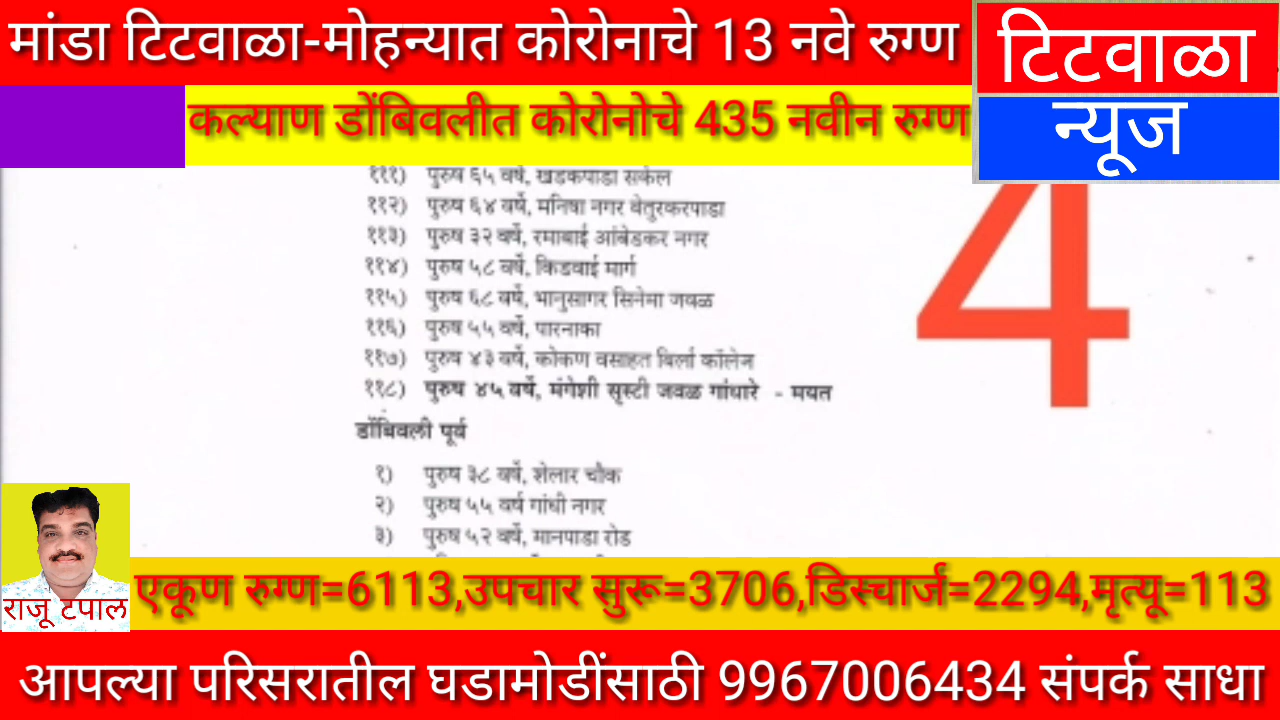 मांडा टिटवाळा-मोहन्यात कोरोनाचे 13 नवे रुग्ण
टिटवाळा
न्यूज
कल्याण डोंबिवलीत कोरोनोचे 435 नवीन रुग्ण
१११) पुरुष ६५ वर्षे, खडकपाडा सर्कल
११२) पुरुष ६४ वर्षे, मनिषा नगर बेतुरकरपाडा
११३) पुरुष ३२ वर्षे, रमाबाई आंबेडकर नगर
११४) पुरुष ५८ वर्षे, किडवाई मार्ग
११५) पुरुष ६८ वर्षे, भानुसागर सिनेमा जवळ
११६) पुरुष ५५ वर्षे, पारनाका
११७) पुरुष ४३ वर्षे, कोकण वसाहत बिर्ला कॉलेज
११८) पुरुष ४५ वर्षे, मंगेशी सृस्टी जवळ गांधारे - मयत
4
डोंबिवली पूर्व
१) पुरुष ३८ वर्षे, शेलार चौक
२) पुरुष ५५ वर्ष गांधी नगर
३) पुरुष ५२ वर्षे, मानपाडा रोड
राजू टपाल
एकूण रुग्ण=6113,उपचार सुरू=3706,डिस्चार्ज=2294,मृत्यू=113
आपल्या परिसरातील घडामोडींसाठी 9967006434 संपर्क साधा